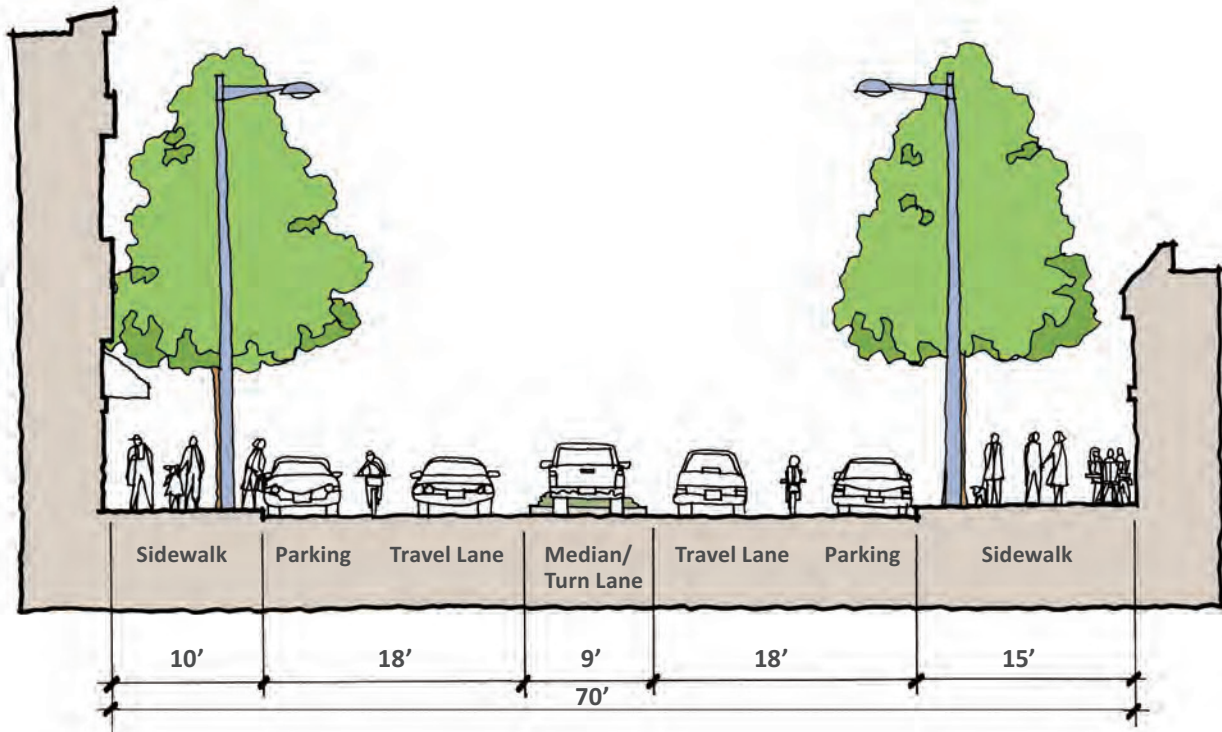 Sidewalk
Parking
Travel Lane
Median/
Turn Lane
Travel Lane
Parking
Sidewalk
10’
18’
9’
18’
15’
70’